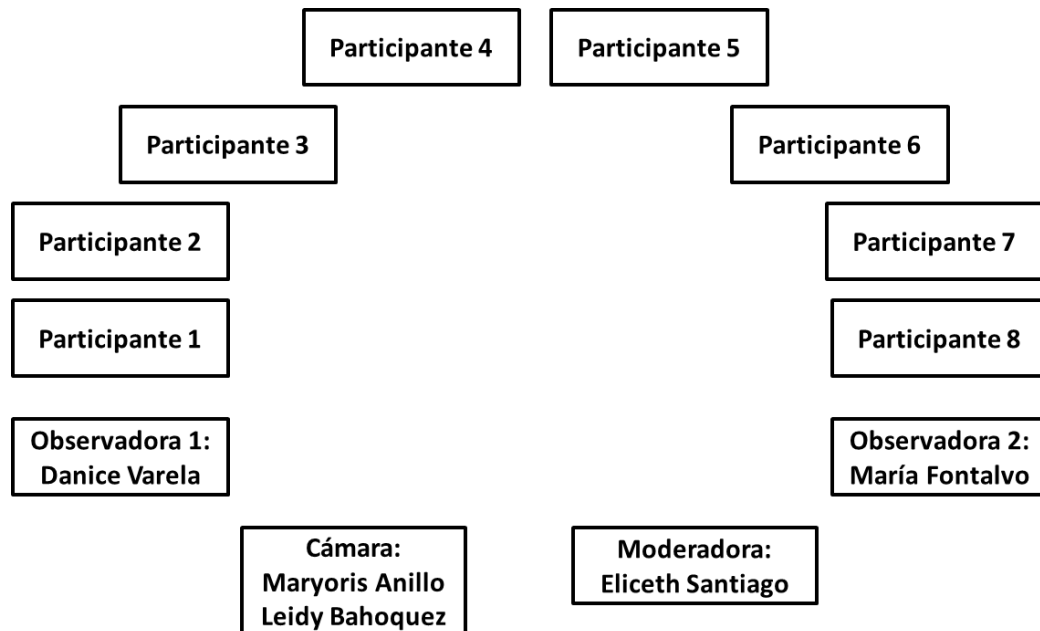 Participante 4
Participante 5
Participante 3
Participante 6
Participante 2
Participante 7
Participante 1
Participante 8
Observadora 1:
Danice Varela
Observadora 2:
María Fontalvo
Cámara:
Maryoris Anillo
Leidy Bahoquez
Moderadora:
Eliceth Santiago